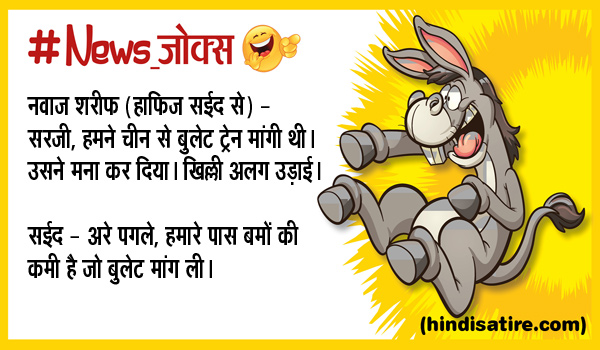 #News_जोक्स
नवाज शरीफ (हाफिज सईद से) -
सरजी, हमने चीन से बुलेट ट्रेन मांगी थी।
उसने मना कर दिया। खिल्ली अलग उड़ाई।
सईद - अरे पगले, हमारे पास बमों की
कमी है जो बुलेट मांग ली।
(hindisatire.com)